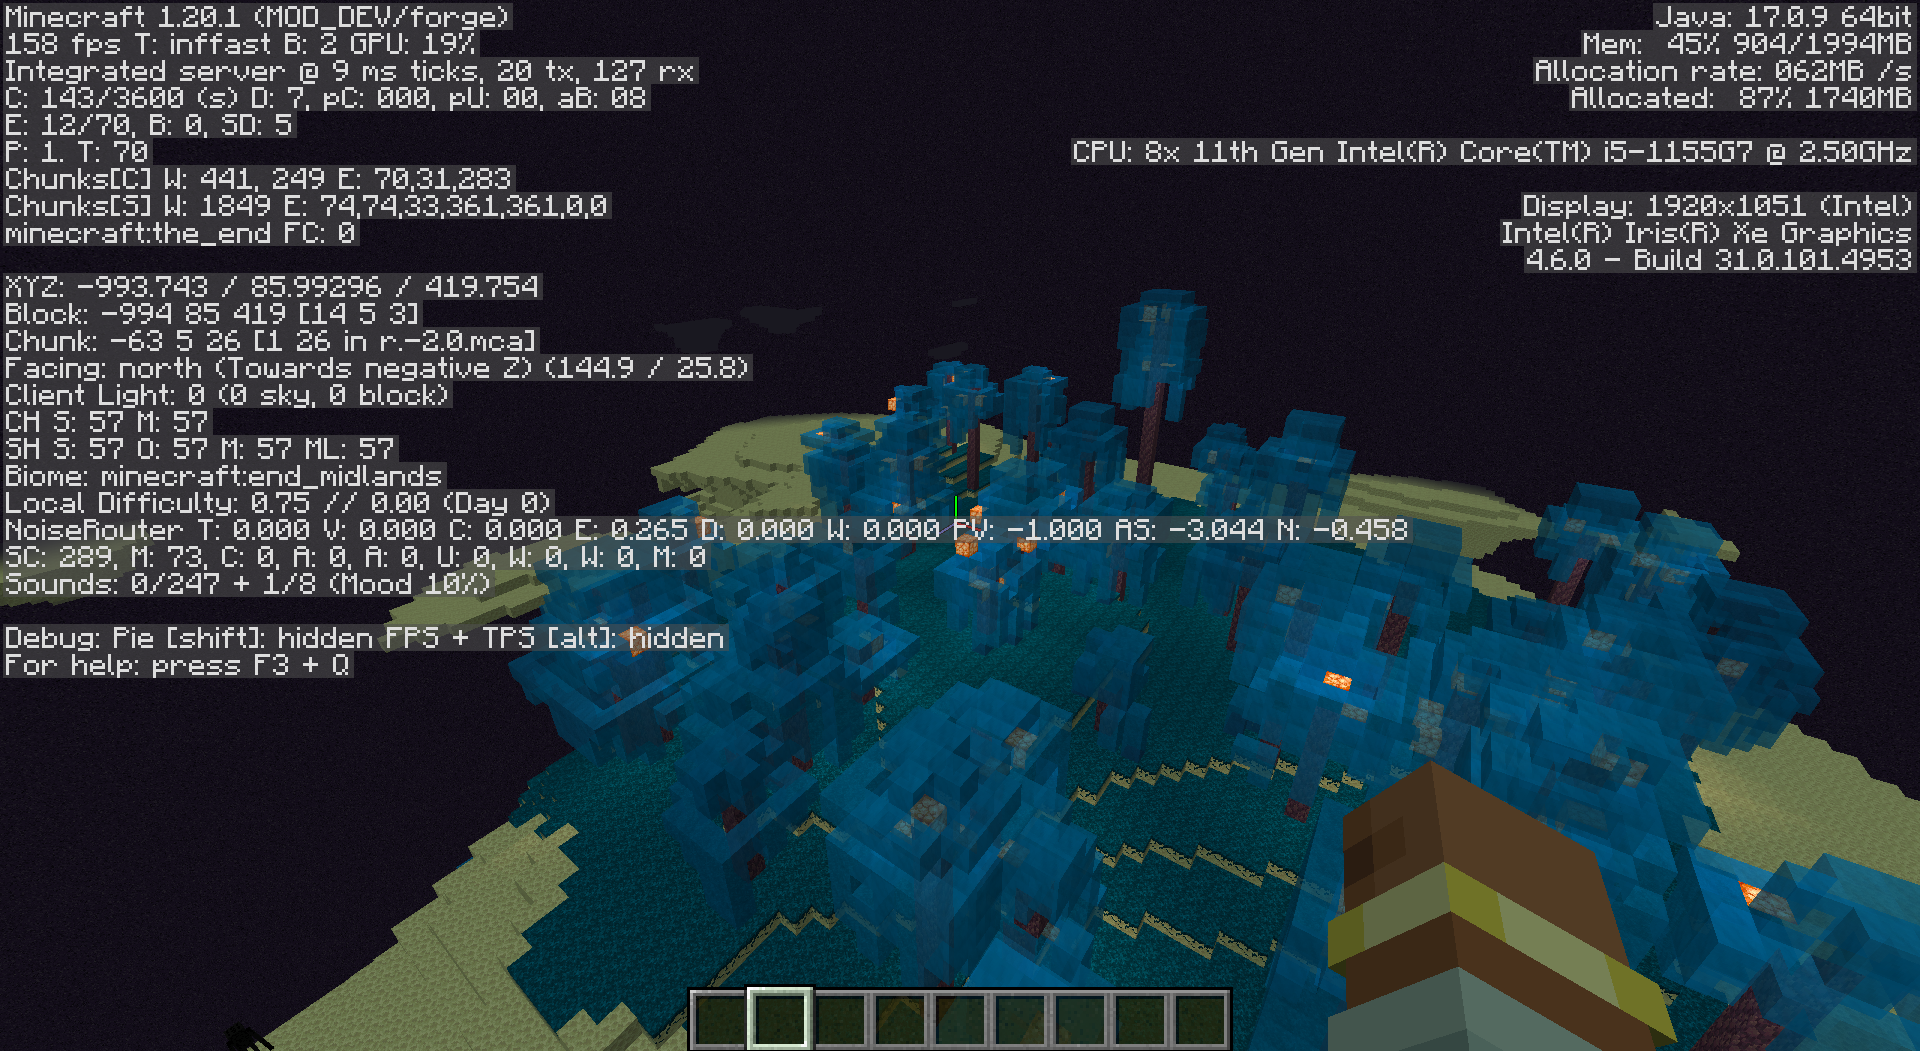 Minecraft 1.20.1 (MOD_DEV/forge)
158 fps T: inffast B: 2 GPU: 19%
Integrated server @ 9 ms ticks, 20 tx, 127 rx
C: 143/3600 (s) D: 7, pC: 000, pU: 00, aB: 08
E: 12/70, B: 0, SD: 5
P: 1. T: 70
Chunks[C] W: 441, 249 E: 70,31,283
Chunks[S] W: 1849 E: 74,74,33,361,361,0,0
minecraft:the_end FC: 0
XYZ: -993.743 / 85.99296 / 419.754
Block: -994 85 419 [14 5 3]
Chunk: -63 5 26 [1 26 in r.-2.0.mca]
Facing: north (Towards negative Z) (144.9 / 25.8)
Client Light: 0 (0 sky, 0 block)
CH S: 57 M: 57
SH S: 57 O: 57 M: 57 ML: 57
Biome: minecraft:end_midlands
Local Difficulty: 0.75 // 0.00 (Day 0)
NoiseRouter T: 0.000 V: 0.000 C: 0.000 E: 0.265 D: 0.000 W: 0.000 PV: -1.000 AS: -3.044 N: -0.458
SC: 289, M: 73, C: 0, A: 0, A: 0, U: 0, W: 0, W: 0, M: 0
Sounds: 0/247 + 1/8 (Mood 10%)
Debug: Pie [shift]: hidden FPS + TPS [alt]: hidden
For help: press F3 + Q
Java: 17.0.9 64bit
Mem: 45% 904/1994MB
Allocation rate: 062MB /s
Allocated: 87% 1740MB
CPU: 8x 11th Gen Intel(R) Core(TM) i5-1155G7 @ 2.50GHz
Display: 1920x1051 (Intel)
Intel(R) Iris(R) Xe Graphics
4.6.0 - Build 31.0.101.4953